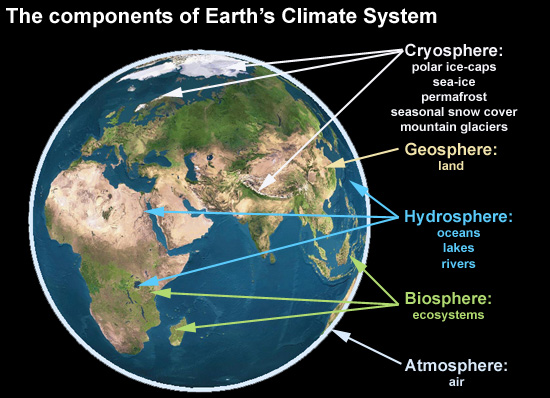 The components of Earth's Climate System
Cryosphere:
polar ice-caps
sea-ice
permafrost
seasonal snow cover
mountain glaciers
Geosphere:
land
Hydrosphere:
oceans
lakes
rivers
Biosphere:
ecosystems
Atmosphere:
air